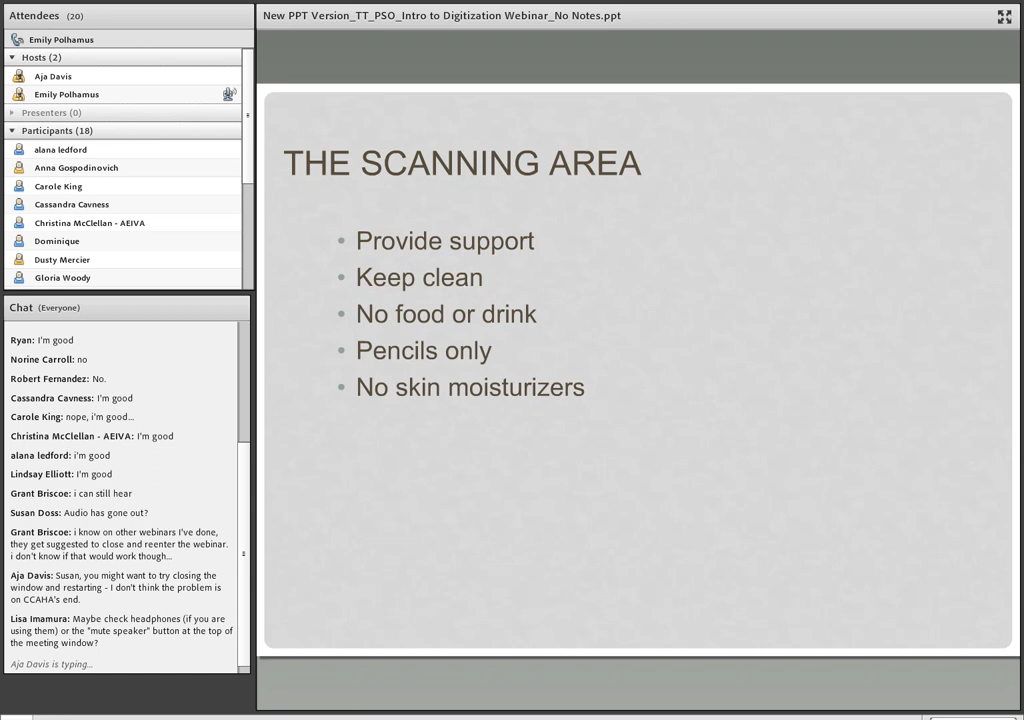 Attendees (20)
Emily Polhamus
Hosts (2)
Aja Davis
Emily Polhamus
Presenters (0)
Participants (18)
alana ledford
Anna Gospodinovich
Carole King
Cassandra Cavness
Christina McClellan - AEIVA
Dominique
Dusty Mercier
Gloria Woody
Chat (Everyone)
Ryan: I'm good
Norine Carroll: no
Robert Fernandez: No.
Cassandra Cavness: I'm good
Carole King: nope, i'm good...
Christina McClellan - AEIVA: I'm good
alana ledford: i'm good
Lindsay Elliott: I'm good
Grant Briscoe: i can still hear
Susan Doss: Audio has gone out?
Grant Briscoe: i know on other webinars I've done,
they get suggested to close and reenter the webinar.
i don't know if that would work though...
Aja Davis: Susan, you might want to try closing the
window and restarting - I don't think the problem is
on CCAHA's end.
Lisa Imamura: Maybe check headphones (if you are
using them) or the "mute speaker" button at the top of
the meeting window?
Aja Davis is typing...
New PPT Version_TT_PSO_Intro to Digitization Webinar_No Notes.ppt
THE SCANNING AREA
• Provide support
• Keep clean
• No food or drink
• Pencils only
• No skin moisturizers